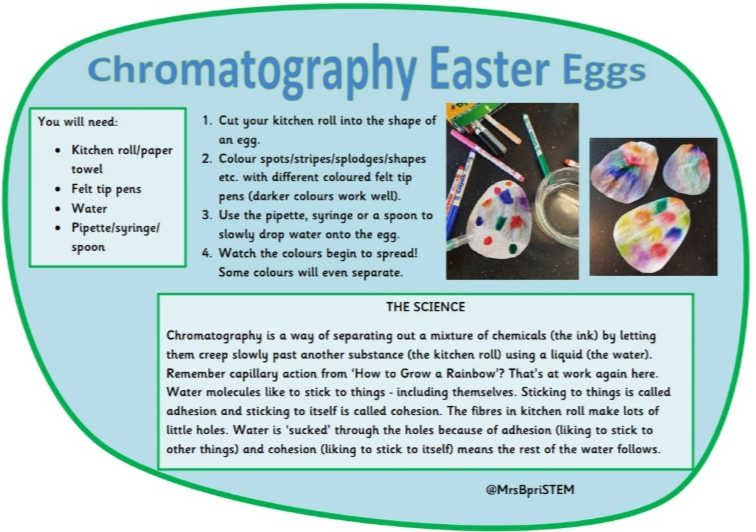 Chromatography Easter Eggs
You will need:
• Kitchen roll/paper
towel
• Felt tip pens
• Water
• Pipette/syringe/
spoon
1. Cut your kitchen roll into the shape of
an egg.
2. Colour spots/stripes/splodges/shapes
etc. with different coloured felt tip
pens (darker colours work well).
3. Use the pipette, syringe or a spoon to
slowly drop water onto the egg.
4. Watch the colours begin to spread!
Some colours will even separate.
THE SCIENCE
Chromatography is a way of separating out a mixture of chemicals (the ink) by letting
them creep slowly past another substance (the kitchen roll) using a liquid (the water).
Remember capillary action from ‘How to Grow a Rainbow’? That’s at work again here.
Water molecules like to stick to things - including themselves. Sticking to things is called
adhesion and sticking to itself is called cohesion. The fibres in kitchen roll make lots of
little holes. Water is ‘sucked’ through the holes because of adhesion (liking to stick to
other things) and cohesion (liking to stick to itself) means the rest of the water follows.
@MrsBpriSTEM